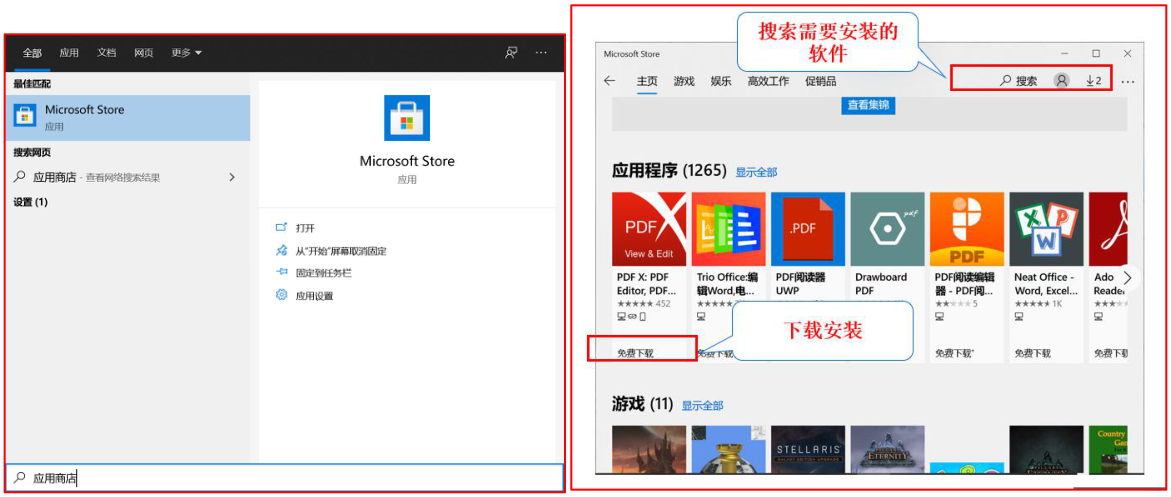 全部 应用 文档 网页 更多
最佳匹配
Microsoft Store
应用
搜索网页
应用商店 - 查看网络搜索结果
设置 (1)
Microsoft Store
应用
打开
从"开始"屏幕取消固定
固定到任务栏
应用设置
应用商店
搜索需要安装的
软件
Microsoft Store
主页 游戏 娱乐 高效工作 促销品 搜索 2
查看集锦
应用程序 (1265) 显示全部
PDF
View & Edit
.PDF
pdf
PDF
X P
W
PDF X: PDF
Editor, PDF...
452
Trio Office:编
辑Word,电...
PDF阅读器
UWP
Drawboard
PDF
PDF阅读编辑
器 - PDF阅...
5
Neat Office -
Word, Excel...
1K
Ado
Reader
下载安装
免费下载
免费下载
免费下载*
免费下载
免费下载
游戏 (11) 显示全部
STELLARIS
ETERNITY
Country